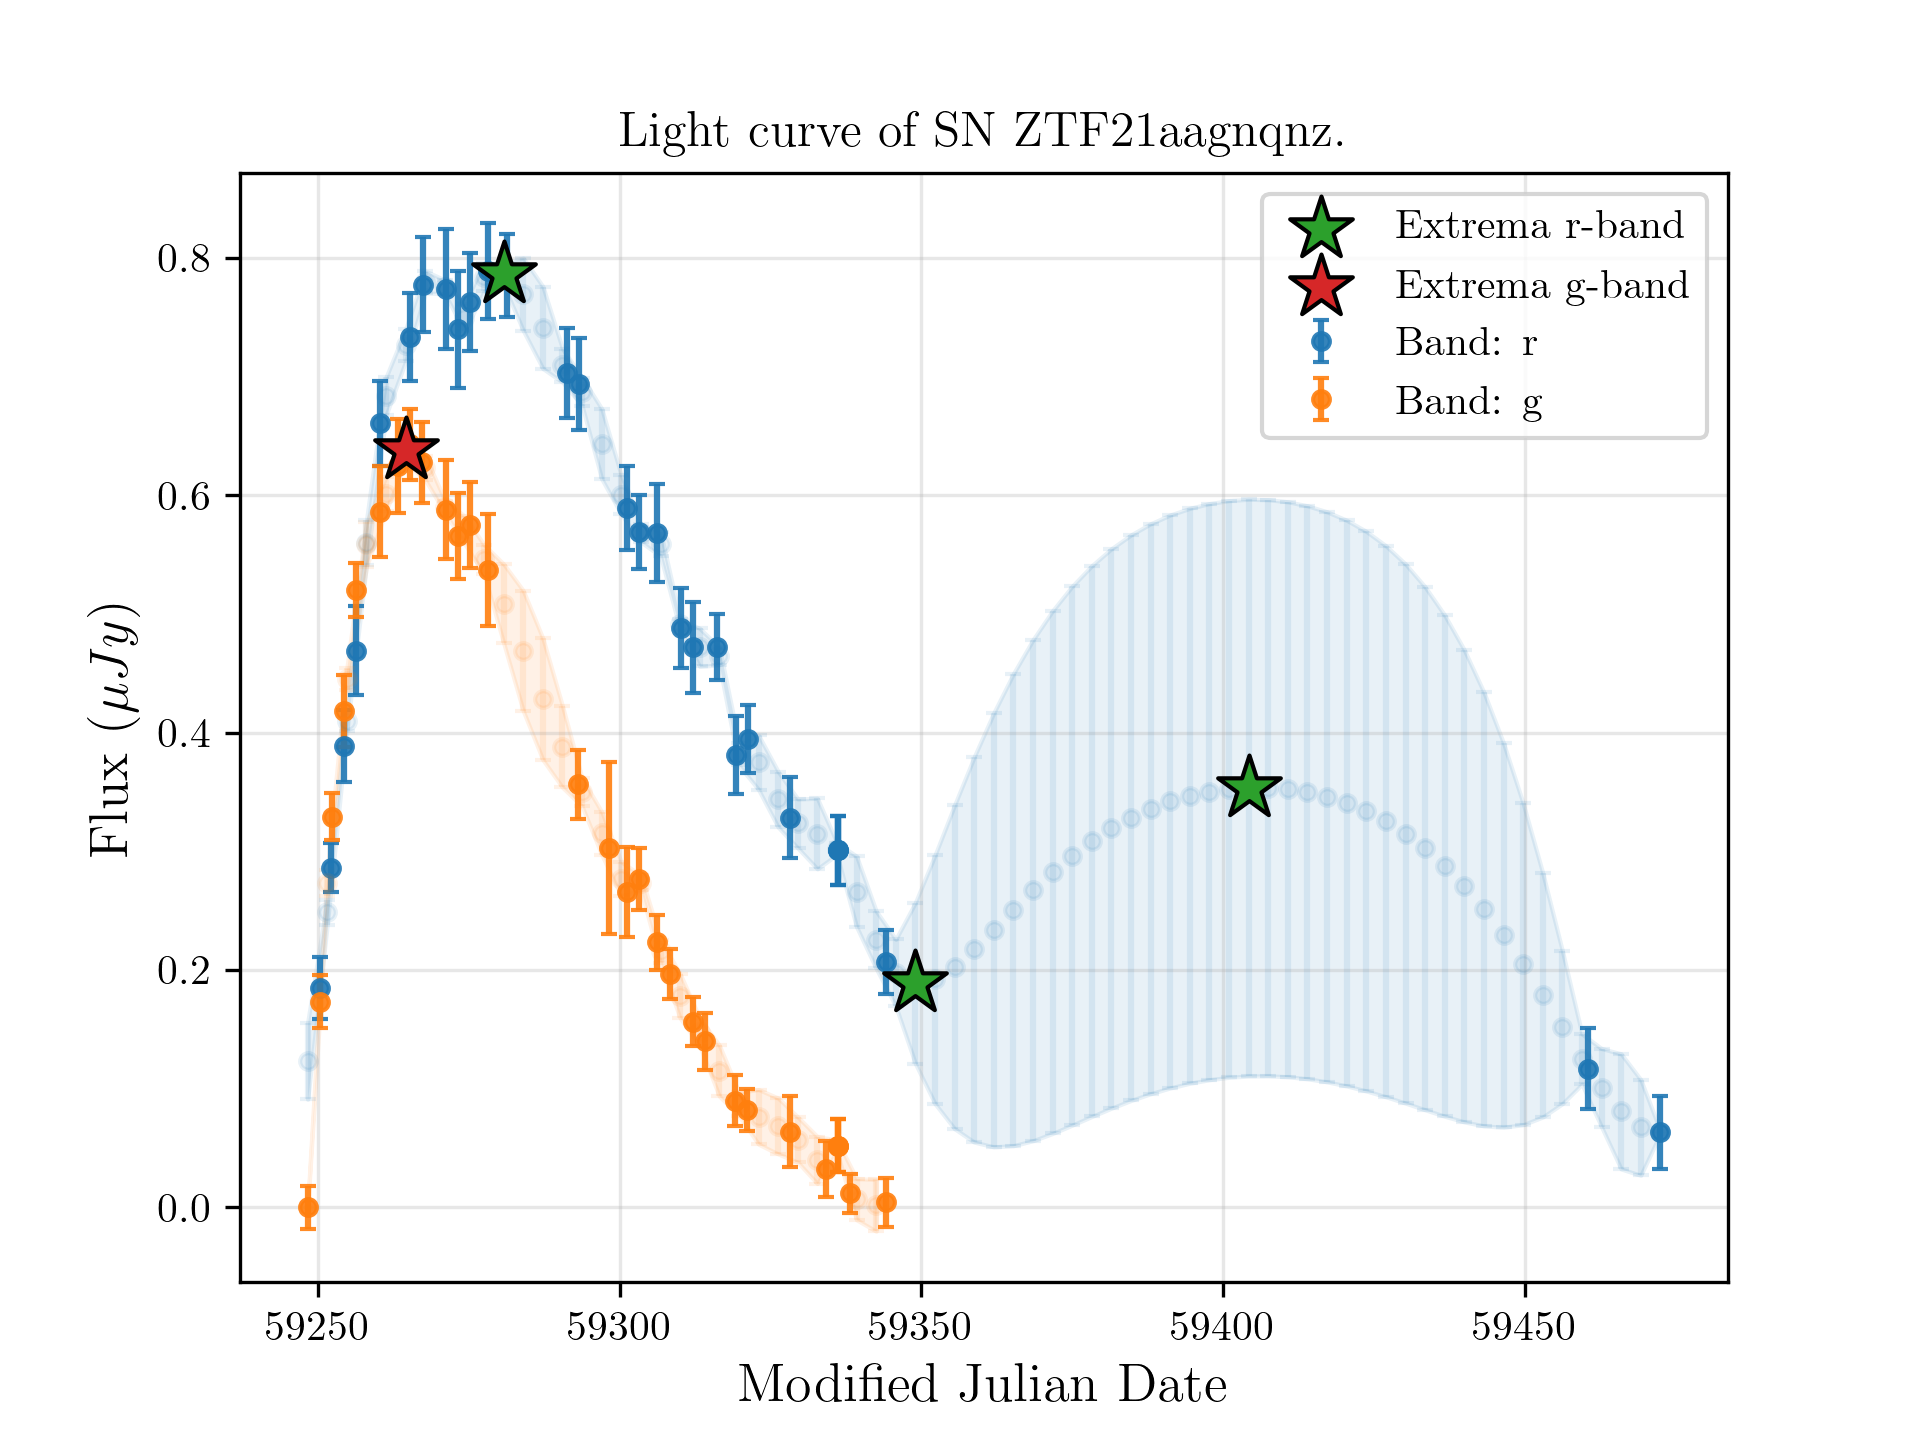 Light curve of SN ZTF21aagnqnz.
Extrema r-band
Extrema g-band
Band: r
Band: g
Flux (μJy)
0.8
0.6
0.4
0.2
0.0
59250 59300 59350 59400 59450
Modified Julian Date